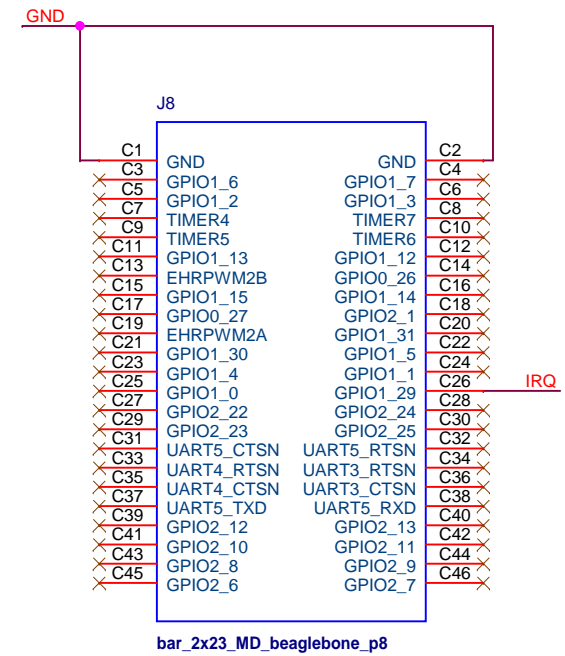 GND
J8
C1 GND GND C2
C3 GPIO1_6 GPIO1_7 C4
C5 GPIO1_2 GPIO1_3 C6
C7 TIMER4 TIMER7 C8
C9 TIMER5 TIMER6 C10
C11 GPIO1_13 GPIO1_12 C12
C13 EHRPWM2B GPIO0_26 C14
C15 GPIO1_15 GPIO1_14 C16
C17 GPIO0_27 GPIO2_1 C18
C19 EHRPWM2A GPIO1_31 C20
C21 GPIO1_30 GPIO1_5 C22
C23 GPIO1_4 GPIO1_1 C24
C25 GPIO1_0 GPIO1_29 C26 IRQ
C27 GPIO2_22 GPIO2_24 C28
C29 GPIO2_23 GPIO2_25 C30
C31 UART5_CTSN UART5_RTSN C32
C33 UART4_RTSN UART3_RTSN C34
C35 UART4_CTSN UART3_CTSN C36
C37 UART5_TXD UART5_RXD C38
C39 GPIO2_12 GPIO2_13 C40
C41 GPIO2_10 GPIO2_11 C42
C43 GPIO2_8 GPIO2_9 C44
C45 GPIO2_6 GPIO2_7 C46
bar_2x23_MD_beaglebone_p8